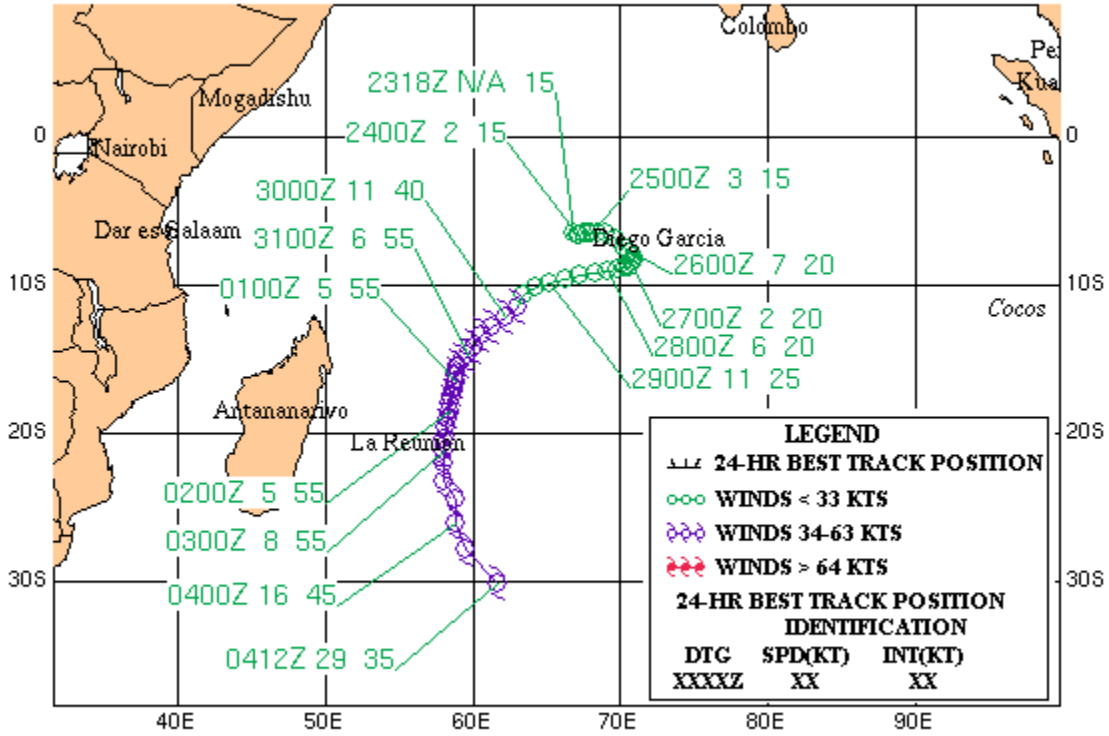 Colombo
Per
Kua
Mogadishu
2318Z N/A 15
0
2400Z 2 15
0
Nairobi
3000Z 11 40
2500Z 3 15
Dar es Salaam
3100Z 6 55
Diego Garcia
2600Z 7 20
10S
0100Z 5 55
10S
Cocos
2700Z 2 20
2800Z 6 20
2900Z 11 25
Antananarivo
20S
La Reunion
20S
LEGEND
24-HR BEST TRACK POSITION
0200Z 5 55
WINDS < 33 KTS
0300Z 8 55
WINDS 34-63 KTS
30S
WINDS > 64 KTS
30S
0400Z 16 45
24-HR BEST TRACK POSITION
IDENTIFICATION
0412Z 29 35
DTG SPD(KT) INT(KT)
XXXXZ XX XX
40E 50E 60E 70E 80E 90E